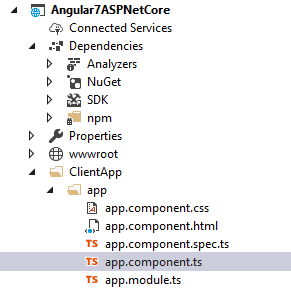 Angular7ASPNetCore
Connected Services
Dependencies
Analyzers
NuGet
SDK
npm
Properties
wwwroot
ClientApp
app
app.component.css
app.component.html
TS app.component.spec.ts
TS app.component.ts
TS app.module.ts